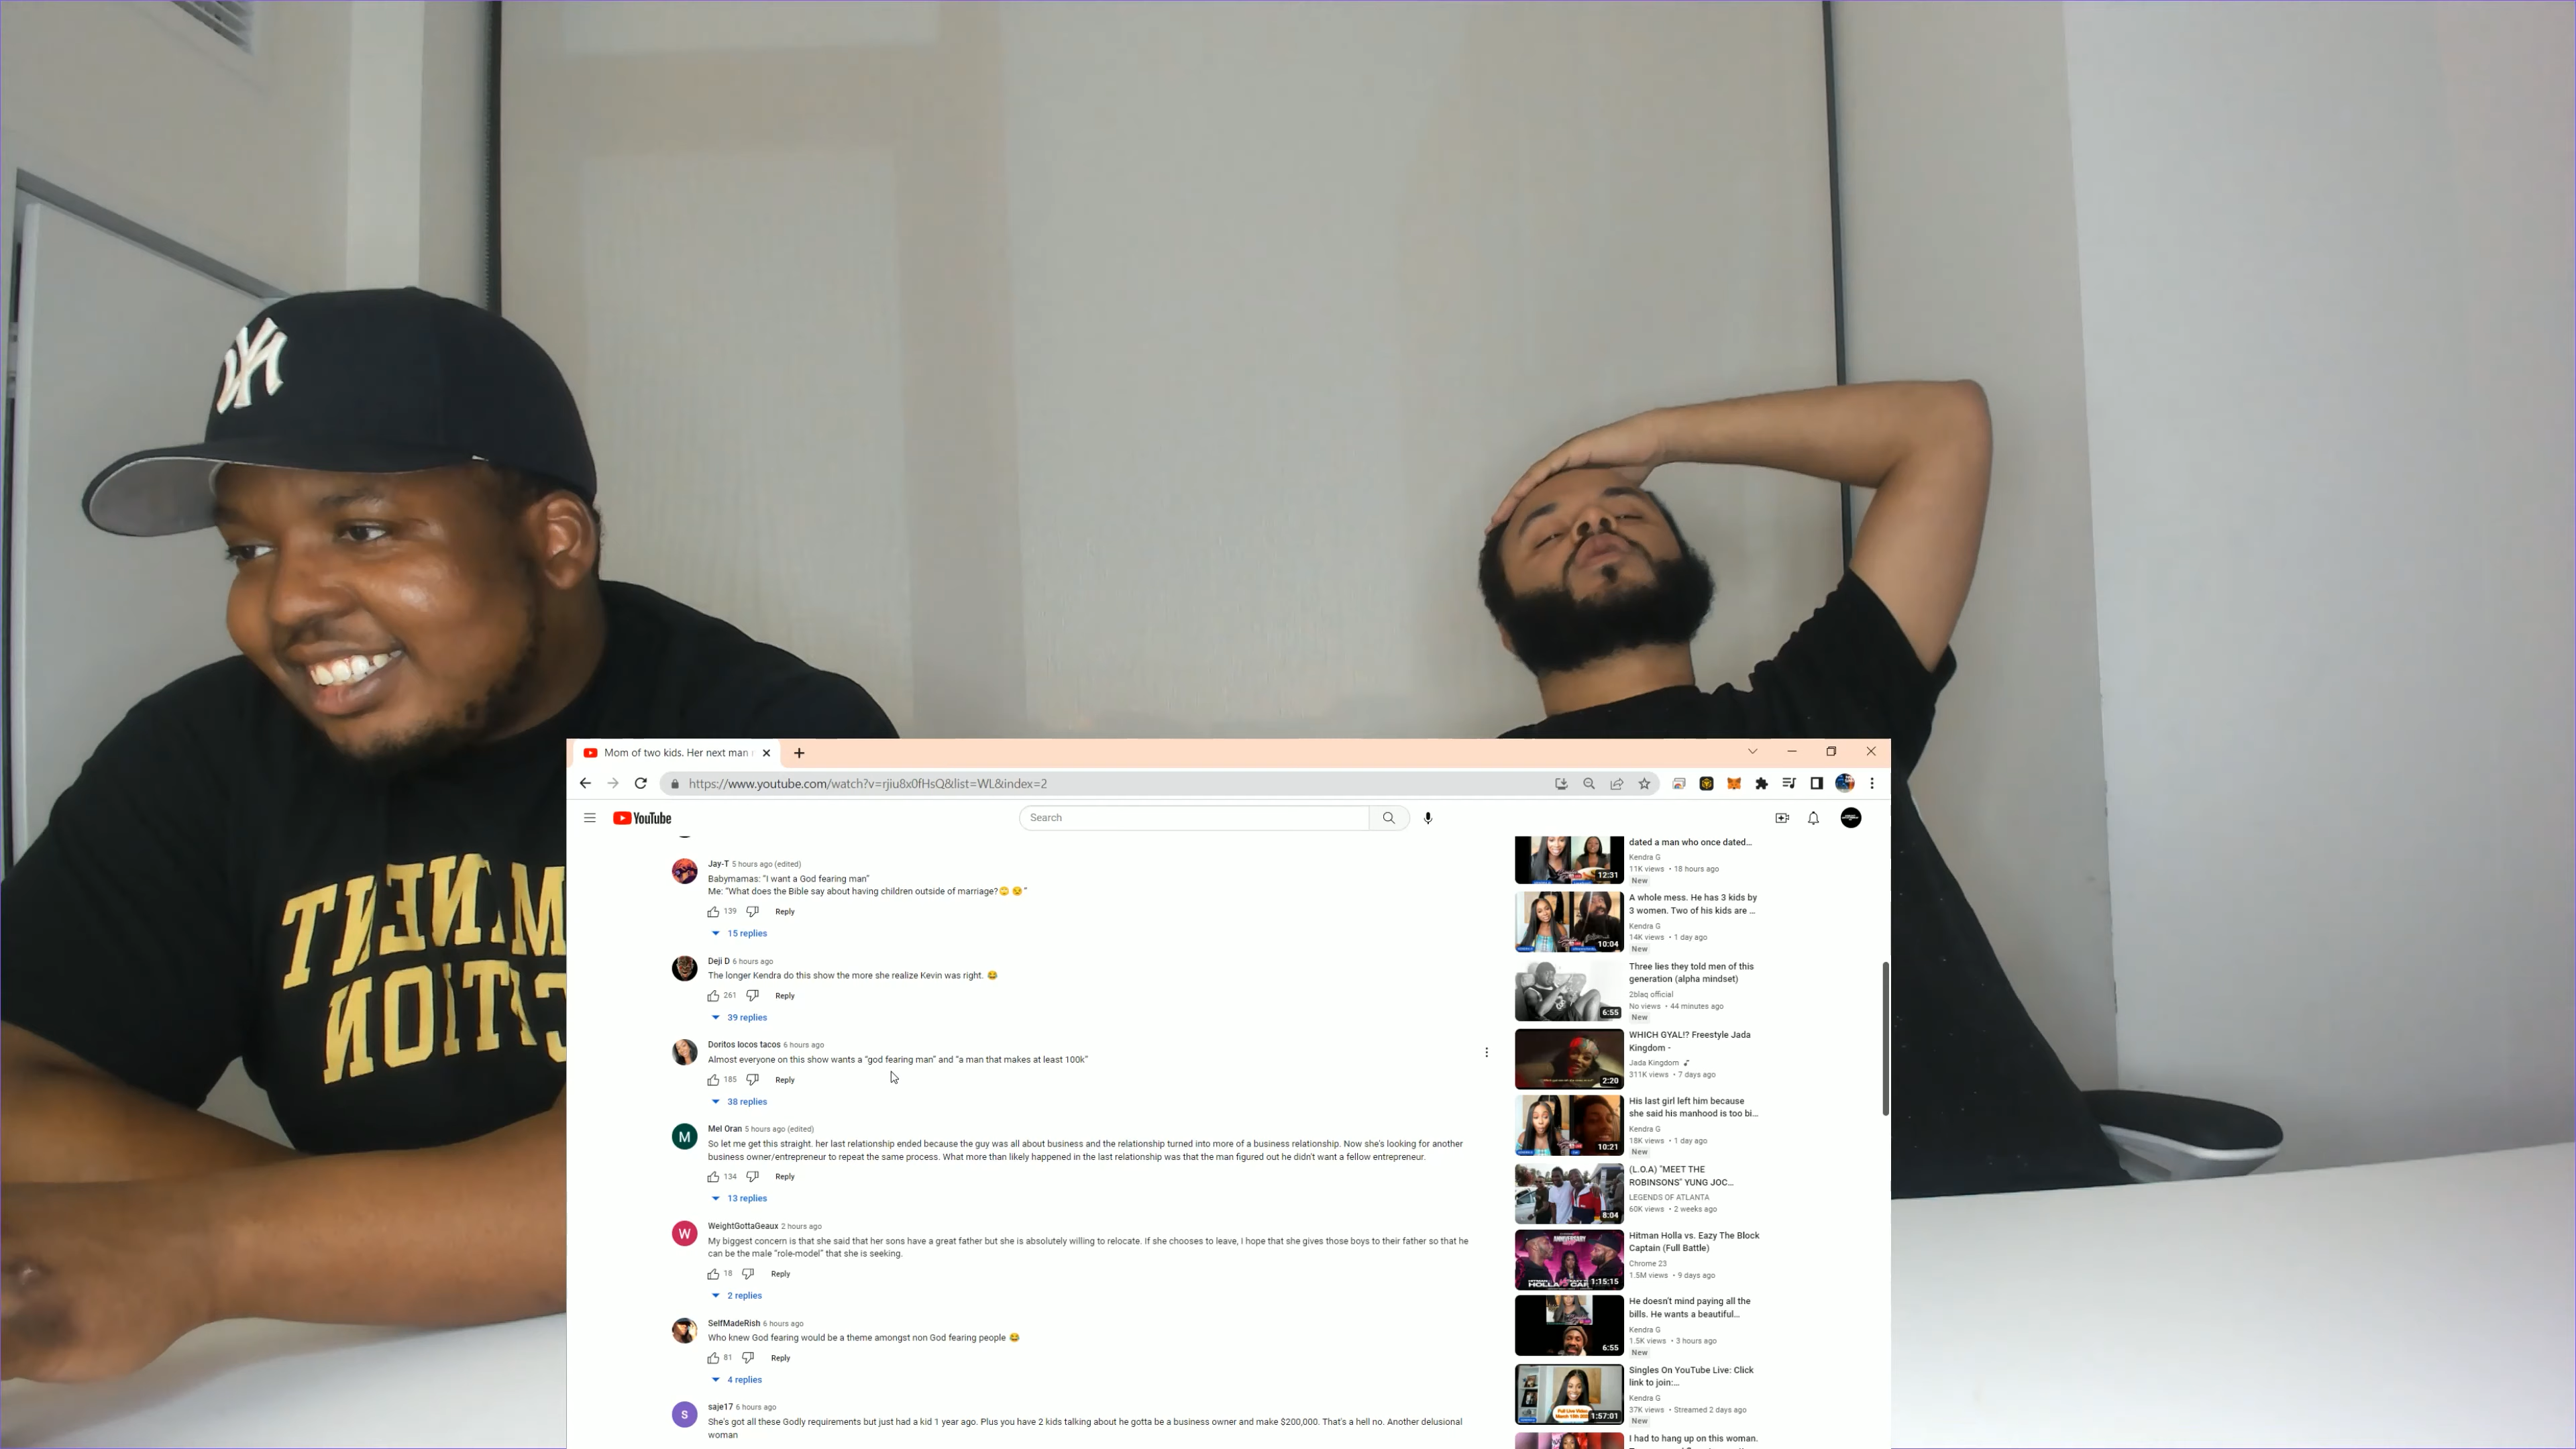 NY
MANENT
CTION
Mom of two kids. Her next man
https://www.youtube.com/watch?v=rjiu8x0fHsQ&list=WL&index=2
YouTube
Search
Jay-T 5 hours ago (edited)
Babymamas: "I want a God fearing man"
Me: "What does the Bible say about having children outside of marriage?🙄 😒"
139 Reply
15 replies
Deji D 6 hours ago
The longer Kendra do this show the more she realize Kevin was right. 😂
261 Reply
39 replies
Doritos locos tacos 6 hours ago
Almost everyone on this show wants a "god fearing man" and "a man that makes at least 100k"
185 Reply
38 replies
M
Mel Oran 5 hours ago (edited)
So let me get this straight. her last relationship ended because the guy was all about business and the relationship turned into more of a business relationship. Now she's looking for another
business owner/entrepreneur to repeat the same process. What more than likely happened in the last relationship was that the man figured out he didn't want a fellow entrepreneur.
134 Reply
13 replies
W
WeightGottaGeaux 2 hours ago
My biggest concern is that she said that her sons have a great father but she is absolutely willing to relocate. If she chooses to leave, I hope that she gives those boys to their father so that he
can be the male "role-model" that she is seeking.
18 Reply
2 replies
SelfMadeRish 6 hours ago
Who knew God fearing would be a theme amongst non God fearing people 😂
81 Reply
4 replies
S
saje17 6 hours ago
She's got all these Godly requirements but just had a kid 1 year ago. Plus you have 2 kids talking about he gotta be a business owner and make $200,000. That's a hell no. Another delusional
woman
dated a man who once dated...
Kendra G
11K views • 18 hours ago
New
12:31
A whole mess. He has 3 kids by
3 women. Two of his kids are ...
Kendra G
14K views • 1 day ago
New
10:04
Three lies they told men of this
generation (alpha mindset)
2blaq official
No views • 44 minutes ago
New
6:55
WHICH GYAL!? Freestyle Jada
Kingdom -
Jada Kingdom
311K views • 7 days ago
2:20
His last girl left him because
she said his manhood is too bi...
Kendra G
18K views • 1 day ago
New
10:21
(L.O.A) "MEET THE
ROBINSONS" YUNG JOC...
LEGENDS OF ATLANTA
60K views • 2 weeks ago
8:04
Hitman Holla vs. Eazy The Block
Captain (Full Battle)
Chrome 23
1.5M views • 9 days ago
1:15:15
He doesn't mind paying all the
bills. He wants a beautiful...
Kendra G
1.5K views • 3 hours ago
New
6:55
Singles On YouTube Live: Click
link to join:...
Kendra G
37K views • Streamed 2 days ago
New
1:57:01
I had to hang up on this woman.